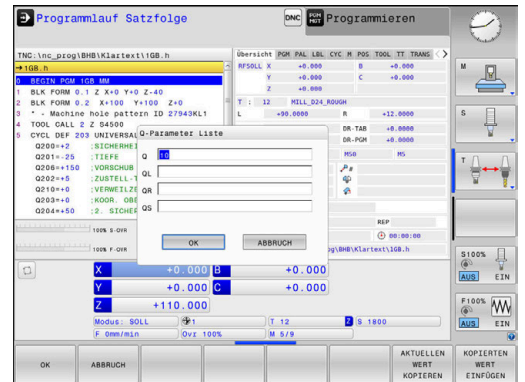 Programmlauf Satzfolge
DNC
PGM MGT
Programmieren
TNC:\nc_prog\BHB\Klartext\1GB.h
→1GB.h
0 BEGIN PGM 1GB MM
1 BLK FORM 0.1 Z X+0 Y+0 Z-40
2 BLK FORM 0.2 X+100 Y+100 Z+0
3 * - Machine hole pattern ID 27943KL1
4 TOOL CALL 2 Z S4500
5 CYCL DEF 203 UNIVERSAL
Q200=+2 ;SICHERHEI
Q201=-25 ;TIEFE
Q206=+150 ;VORSCHUB
Q202=+5 ;ZUSTELL-T
Q210=+0 ;VERWEILZE
Q203=+0 ;KOOR. OBE
Q204=+50 ;2. SICHER
100% S-OVR
100% F-OVR
Übersicht PGM PAL LBL CYC M POS TOOL TT TRANS
RFSOLL X +0.000 B +0.000
Y +0.000 C +0.000
Z +0.000
T : 12 MILL_D24_ROUGH
L +90.0000 R +12.0000
DR-TAB +0.0000
DR-PGM +0.0000
M50 M5
REP
00:00:00
og\BHB\Klartext\1GB.h
Q-Parameter Liste
Q 10
QL
QR
QS
OK
ABBRUCH
X +0.000 B +0.000
Y +0.000 C +0.000
Z +110.000
Modus: SOLL 1 T 12 Z S 1800
F 0mm/min Ovr 100% M 5/9
M
S
T
S100%
AUS EIN
F100%
AUS EIN
OK
ABBRUCH
AKTUELLEN WERT KOPIEREN
KOPIERTEN WERT EINFÜGEN